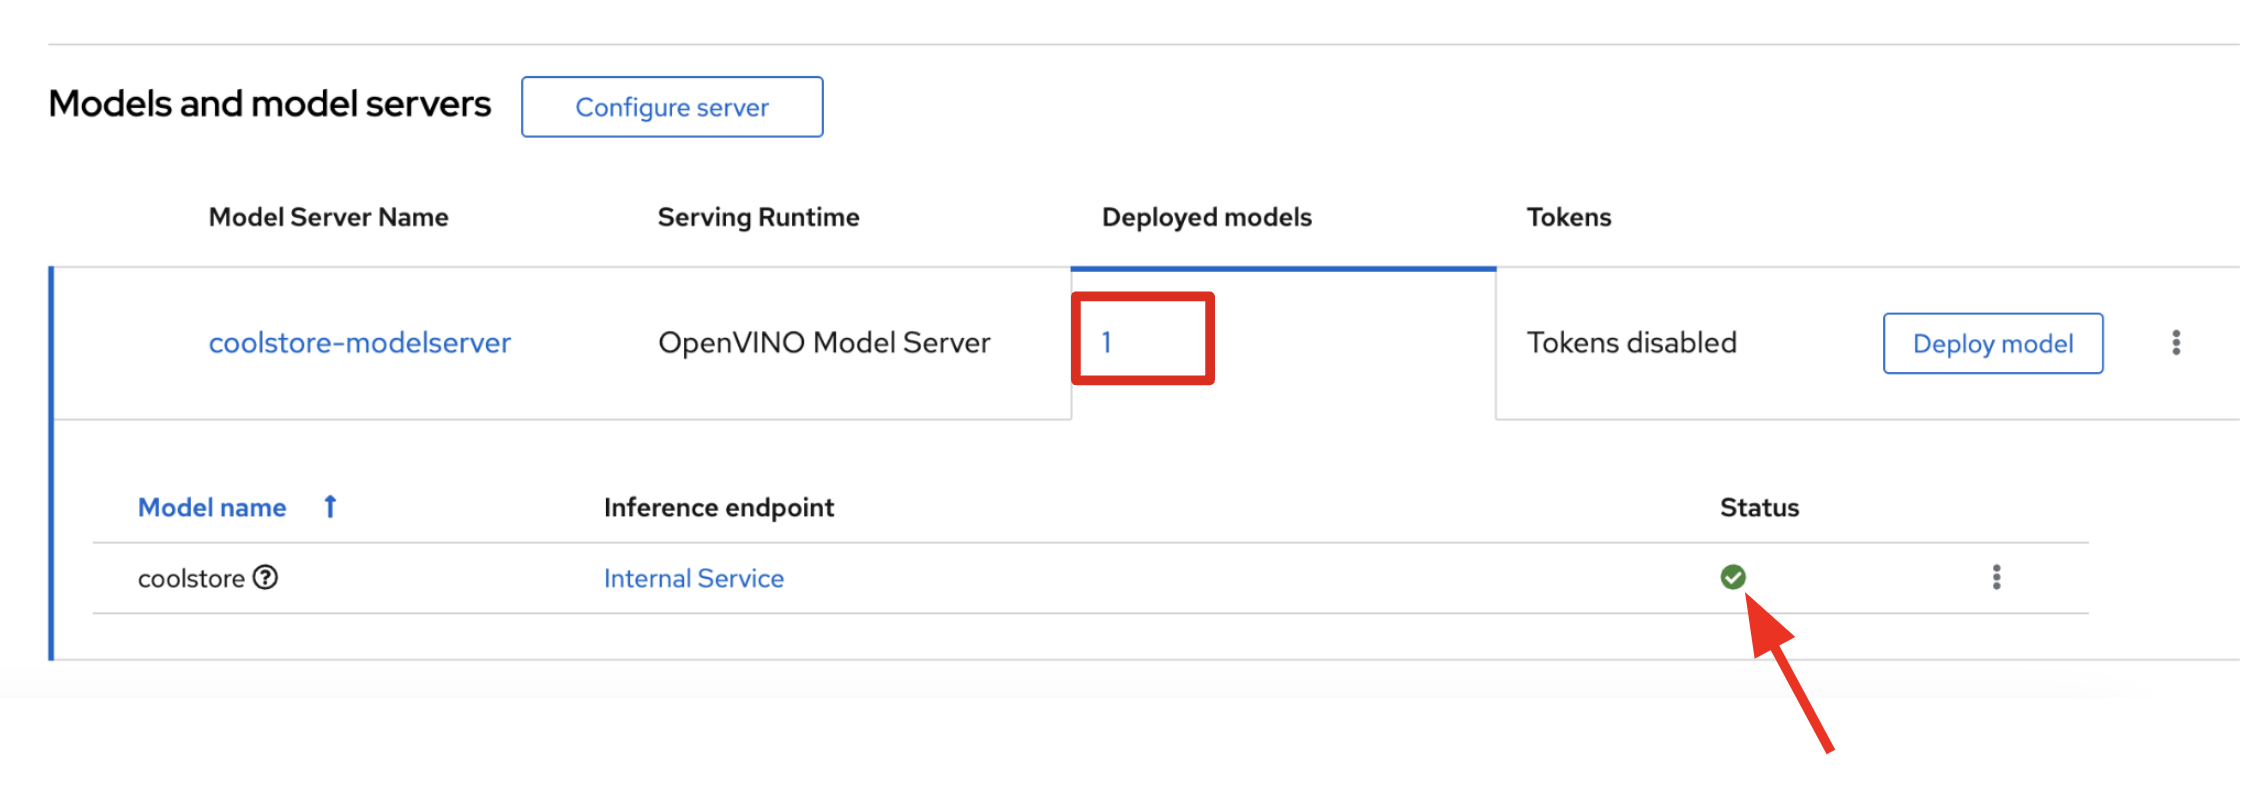 Models and model servers Configure server
Model Server Name Serving Runtime Deployed models Tokens
coolstore-modelserver OpenVINO Model Server 1 Tokens disabled Deploy model
Model name Inference endpoint Status
coolstore Internal Service